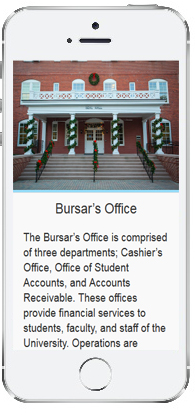 Bursar’s Office
The Bursar’s Office is comprised
of three departments; Cashier’s
Office, Office of Student
Accounts, and Accounts
Receivable. These offices
provide financial services to
students, faculty, and staff of the
University. Operations are